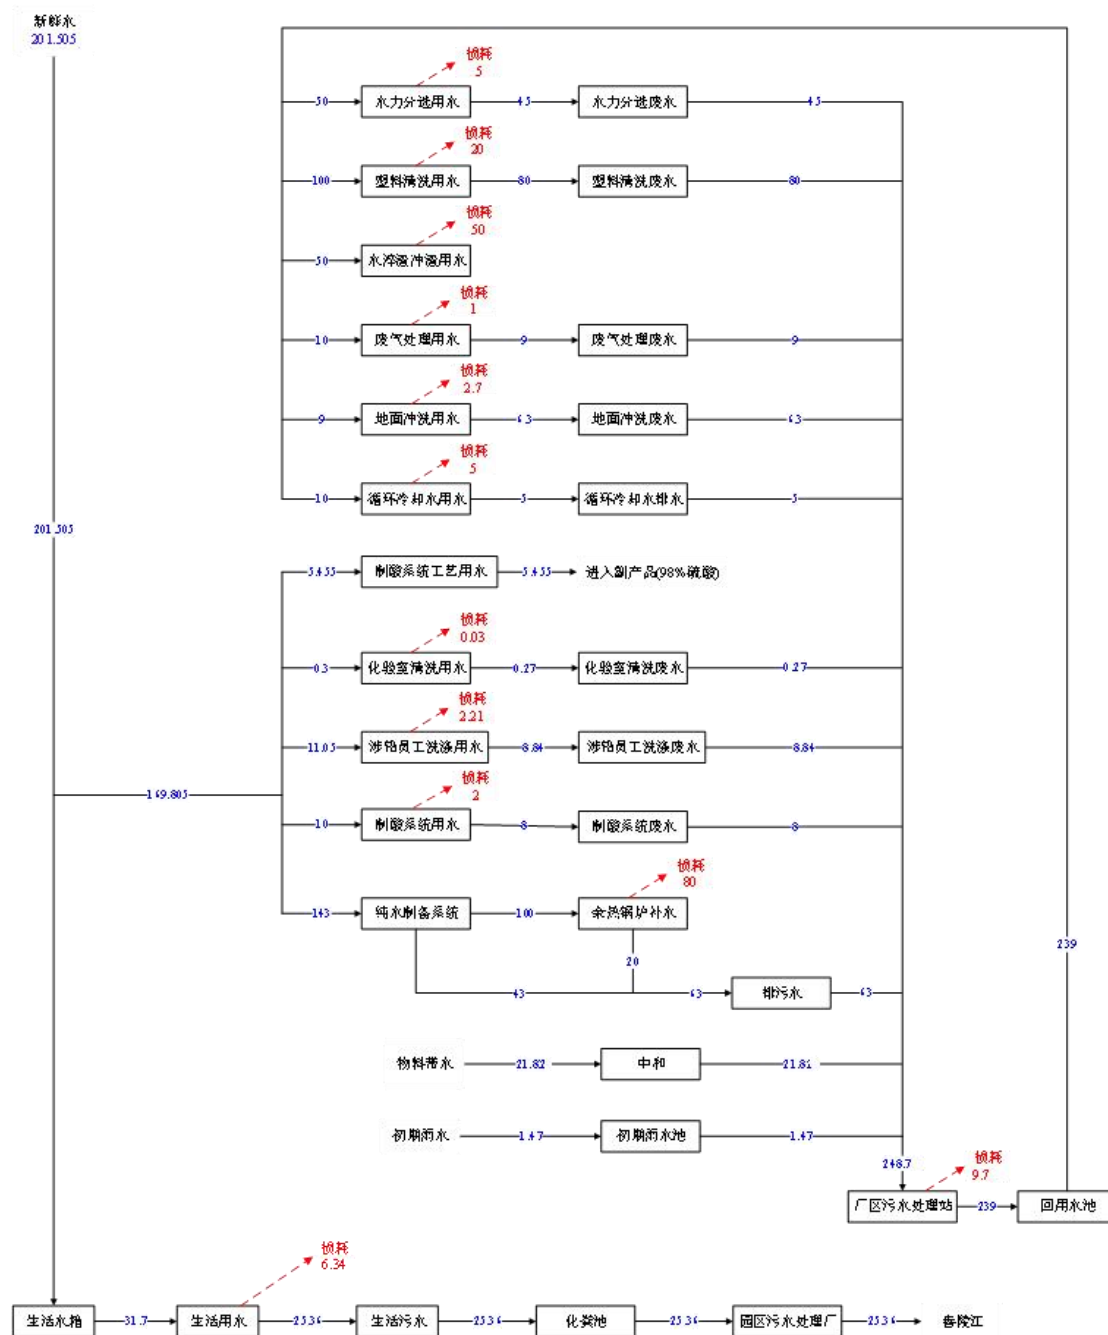 新鲜水
201.505
损耗
5
50
水力分选用水
45
水力分选废水
45
损耗
20
100
塑料清洗用水
80
塑料清洗废水
80
损耗
50
50
水淬渣冲渣用水
损耗
1
10
废气处理用水
9
废气处理废水
9
损耗
2.7
9
地面冲洗用水
6.3
地面冲洗废水
6.3
损耗
5
10
循环冷却水用水
5
循环冷却水排水
5
201.505
5.455
制酸系统工艺用水
5.455
进入副产品(98%硫酸)
损耗
0.03
0.3
化验室清洗用水
0.27
化验室清洗废水
0.27
损耗
2.21
11.05
涉铅员工洗涤用水
8.84
涉铅员工洗涤废水
8.84
169.805
损耗
2
10
制酸系统用水
8
制酸系统废水
8
损耗
80
143
纯水制备系统
100
余热锅炉补水
239
20
43
63
排污水
63
物料带水
21.82
中和
21.82
初期雨水
1.47
初期雨水池
1.47
248.7
损耗
9.7
厂区污水处理站
239
回用水池
损耗
6.34
生活水箱
31.7
生活用水
25.36
生活污水
25.36
化粪池
25.36
园区污水处理厂
25.36
舂陵江